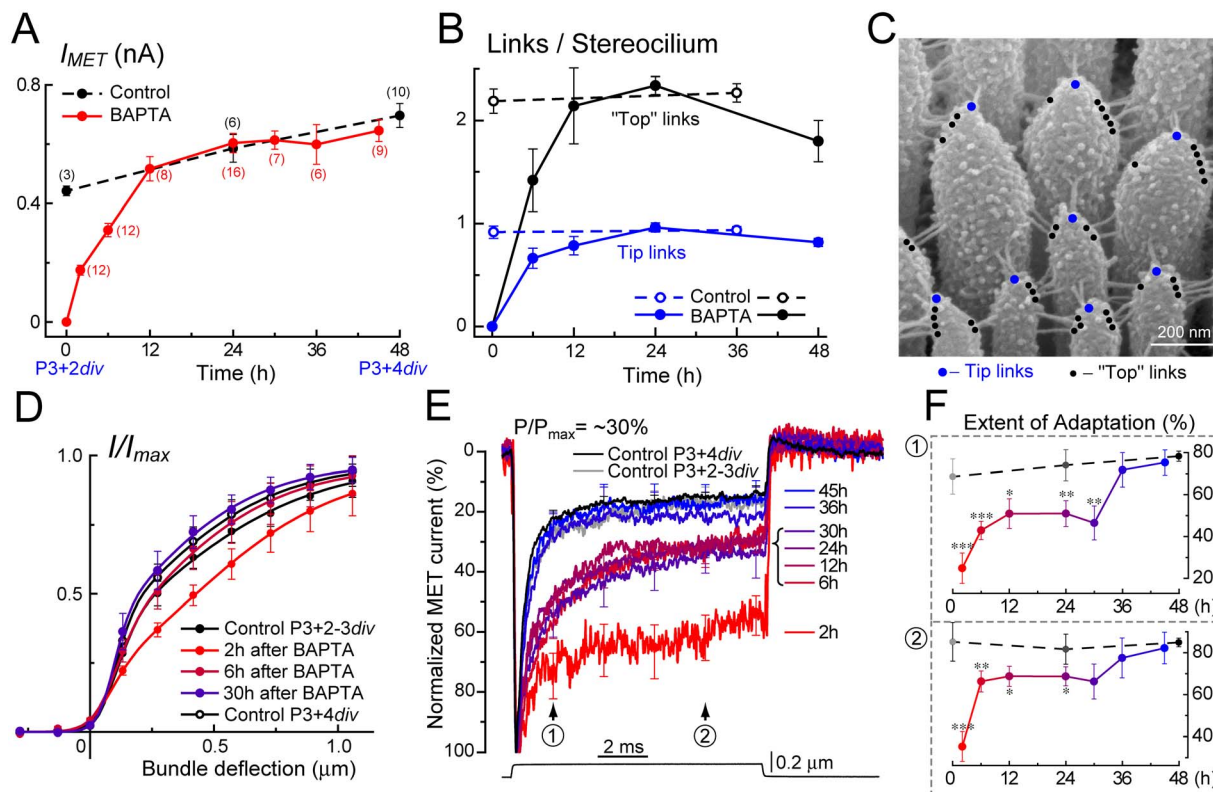 A
I_MET (nA)
Control
BAPTA
0.8
0.4
0
(3)
(12)
(12)
(8)
(6)
(16)
(7)
(6)
(9)
(10)
0 12 24 36 48
P3+2div Time (h) P3+4div
B
Links / Stereocilium
2
1
0
"Top" links
Tip links
Control
BAPTA
0 12 24 36 48
Time (h)
C
200 nm
– Tip links – "Top" links
D
I/Imax
1.0
0.5
Control P3+2-3div
2h after BAPTA
6h after BAPTA
30h after BAPTA
Control P3+4div
0 0.5 1.0
Bundle deflection (μm)
E
P/Pmax= ~30%
Control P3+4div
Control P3+2-3div
Normalized MET current (%)
0
20
40
60
80
100
45h
36h
30h
24h
12h
6h
2h
① ②
2 ms
0.2 μm
F
Extent of Adaptation (%)
①
80
60
40
20
*** *** * ** **
0 12 24 36 48 (h)
②
80
60
40
*** ** * *
0 12 24 36 48 (h)